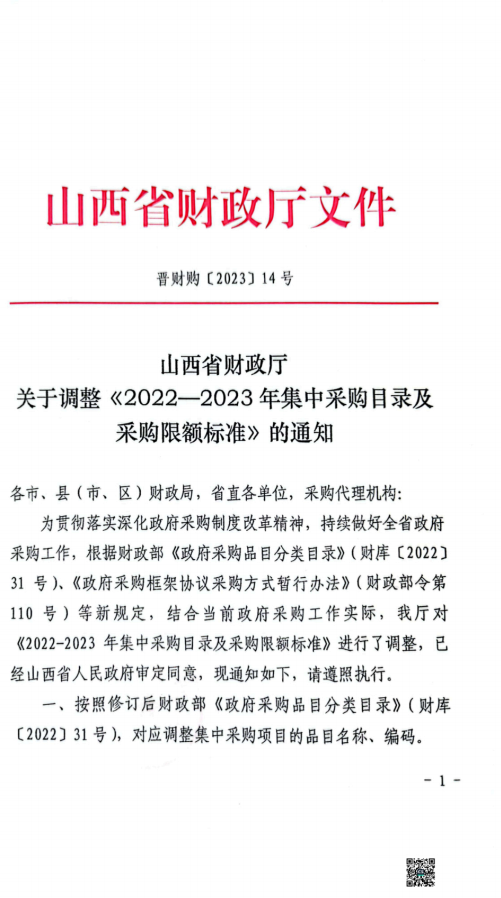 山西省财政厅文件
晋财购〔2023〕14号
山西省财政厅
关于调整《2022—2023年集中采购目录及
采购限额标准》的通知
各市、县（市、区）财政局，省直各单位，采购代理机构：
为贯彻落实深化政府采购制度改革精神，持续做好全省政府
采购工作，根据财政部《政府采购品目分类目录》（财库〔2022〕
31号）、《政府采购框架协议采购方式暂行办法》（财政部令第
110号）等新规定，结合当前政府采购工作实际，我厅对
《2022-2023年集中采购目录及采购限额标准》进行了调整，已
经山西省人民政府审定同意，现通知如下，请遵照执行。
一、按照修订后财政部《政府采购品目分类目录》（财库
〔2022〕31号），对应调整集中采购项目的品目名称、编码。
- 1 -